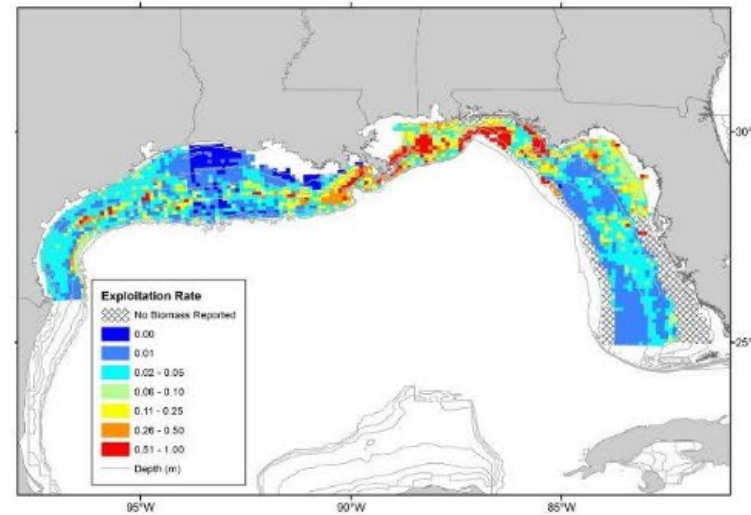 30°N
25°N
Exploitation Rate
No Biomass Reported
0.00
0.01
0.02 - 0.05
0.06 - 0.10
0.11 - 0.25
0.26 - 0.50
0.51 - 1.00
Depth (m)
95°W
90°W
85°W